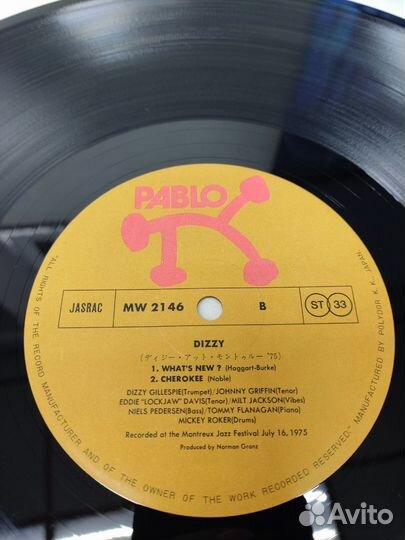 PABLO
JASRAC
MW 2146
B
ST 33
DIZZY
(ディジー・アット・モントゥルー '75)
1. WHAT'S NEW? (Haggart-Burke)
2. CHEROKEE (Noble)
DIZZY GILLESPIE(Trumpet)/JOHNNY GRIFFIN(Tenor)
EDDIE "LOCKJAW" DAVIS(Tenor)/MILT JACKSON(Vibes)
NIELS PEDERSEN(Bass)/TOMMY FLANAGAN(Piano)
MICKEY ROKER(Drums)
Recorded at the Montreux Jazz Festival July 16, 1975
Produced by Norman Granz
"ALL RIGHTS OF THE RECORD MANUFACTURER AND OF THE OWNER OF THE WORK RECORDED RESERVED" MANUFACTURED BY POLYDOR K. K. JAPAN.
Avito